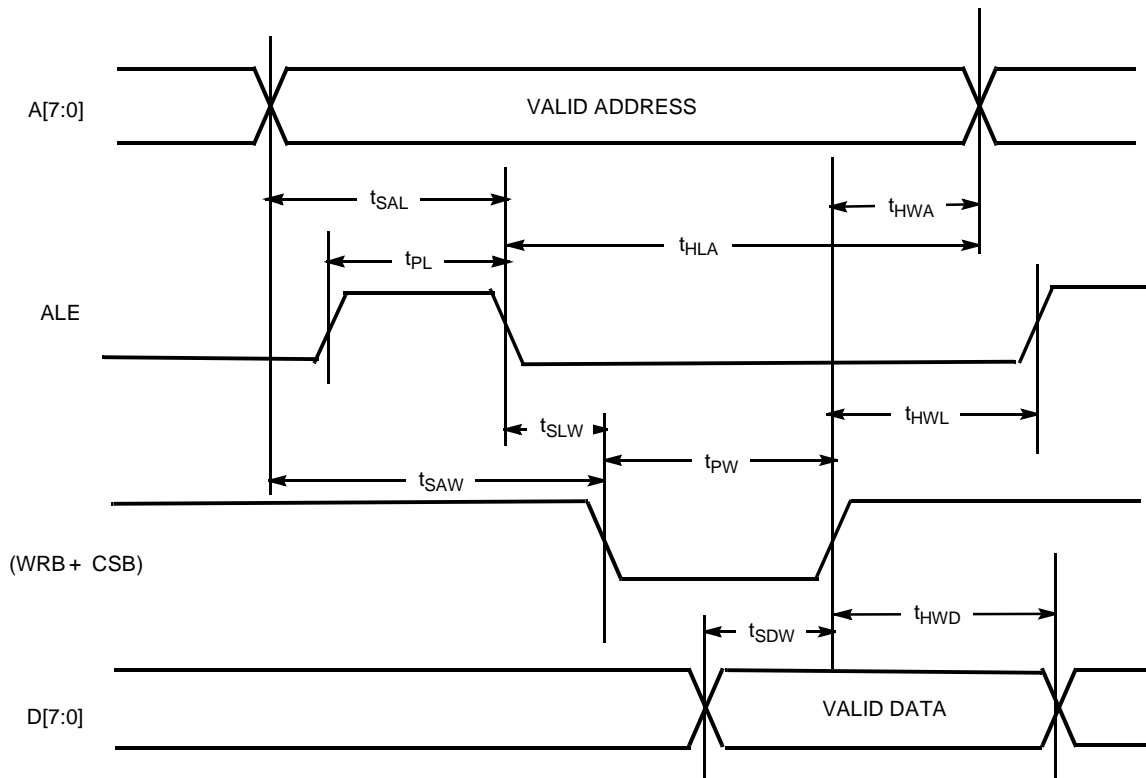 A[7:0]
VALID ADDRESS
tSAL
tHWA
tPL
tHLA
ALE
tSLW
tHWL
tPW
tSAW
(WRB + CSB)
tSDW
tHWD
D[7:0]
VALID DATA